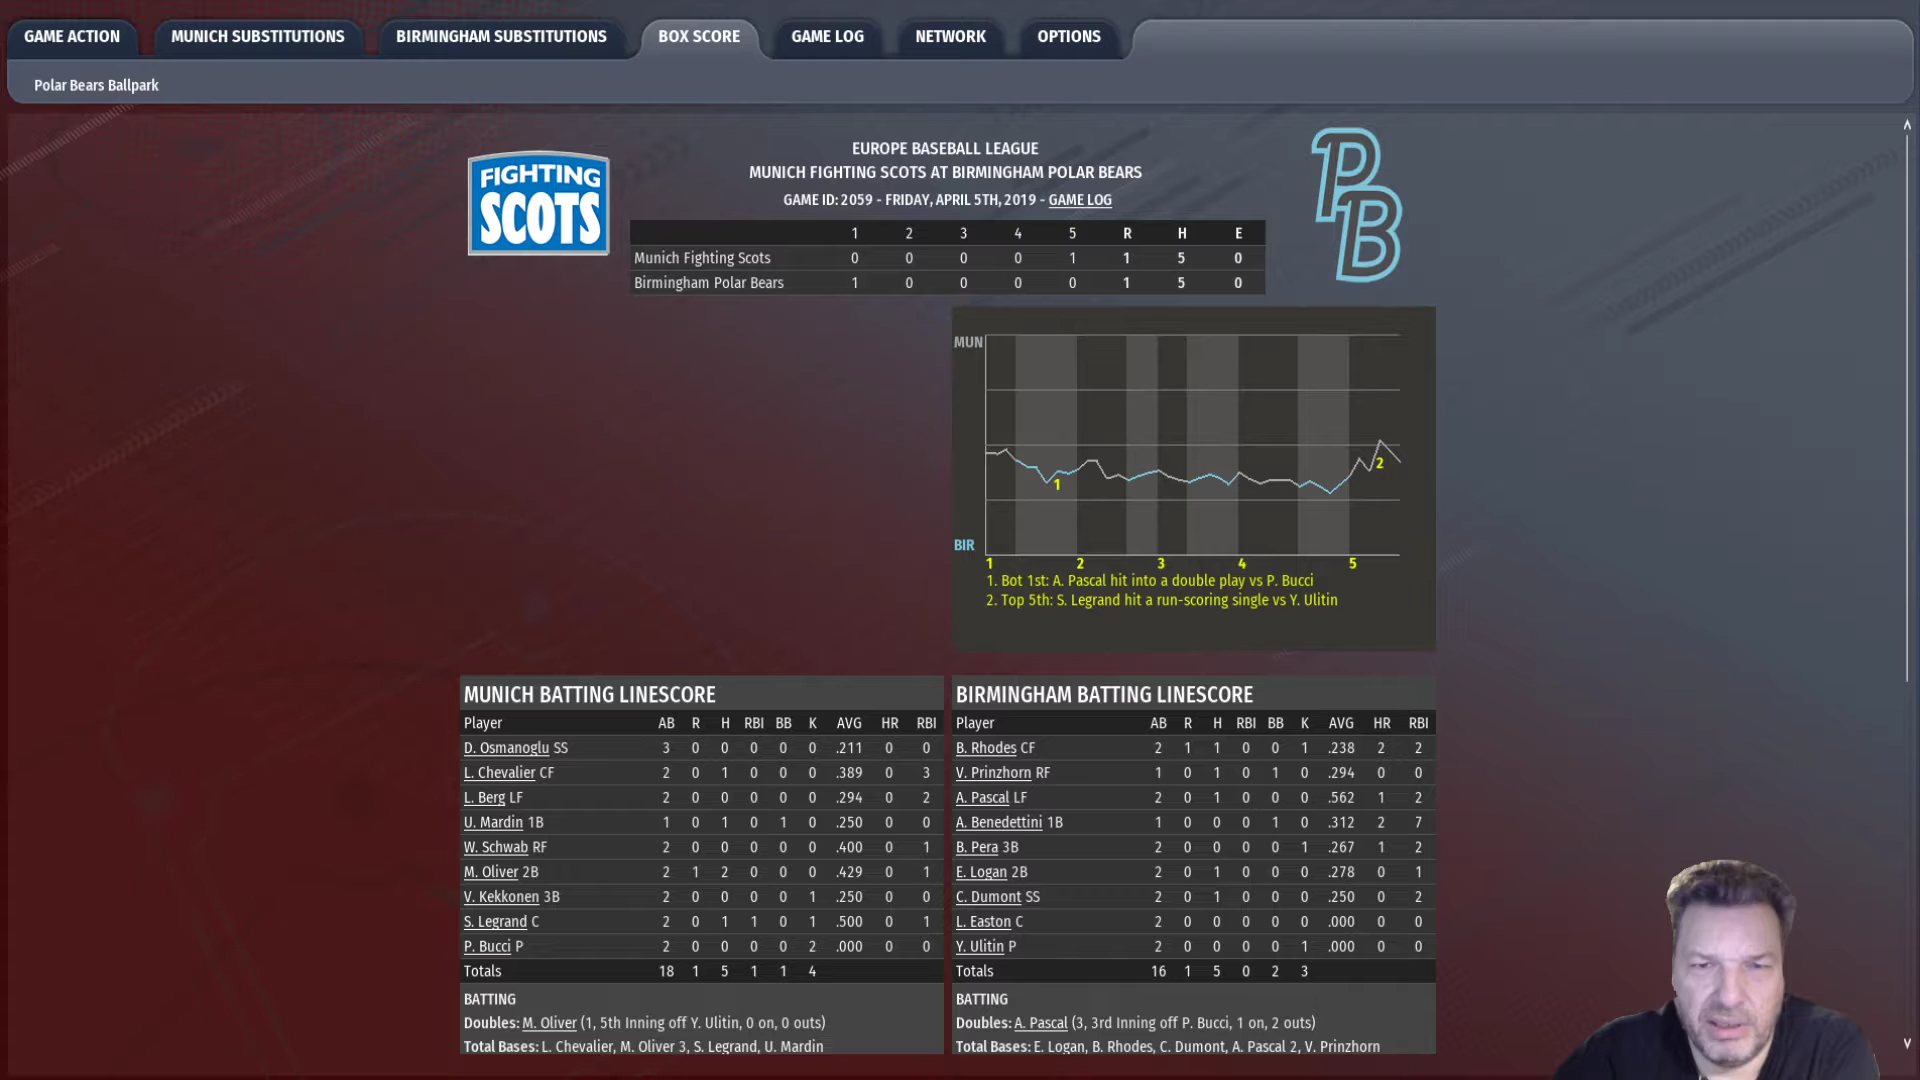 GAME ACTION MUNICH SUBSTITUTIONS BIRMINGHAM SUBSTITUTIONS BOX SCORE GAME LOG NETWORK OPTIONS
Polar Bears Ballpark
FIGHTING
SCOTS
EUROPE BASEBALL LEAGUE
MUNICH FIGHTING SCOTS AT BIRMINGHAM POLAR BEARS
GAME ID: 2059 - FRIDAY, APRIL 5TH, 2019 - GAME LOG
PB
1 2 3 4 5 R H E
Munich Fighting Scots 0 0 0 0 1 1 5 0
Birmingham Polar Bears 1 0 0 0 0 1 5 0
MUN
2
1
BIR
1 2 3 4 5
1. Bot 1st: A. Pascal hit into a double play vs P. Bucci
2. Top 5th: S. Legrand hit a run-scoring single vs Y. Ulitin
MUNICH BATTING LINESCORE
Player AB R H RBI BB K AVG HR RBI
D. Osmanoglu SS 3 0 0 0 0 0 .211 0 0
L. Chevalier CF 2 0 1 0 0 0 .389 0 3
L. Berg LF 2 0 0 0 0 0 .294 0 2
U. Mardin 1B 1 0 1 0 1 0 .250 0 0
W. Schwab RF 2 0 0 0 0 0 .400 0 1
M. Oliver 2B 2 1 2 0 0 0 .429 0 1
V. Kekkonen 3B 2 0 0 0 0 1 .250 0 0
S. Legrand C 2 0 1 1 0 1 .500 0 1
P. Bucci P 2 0 0 0 0 2 .000 0 0
Totals 18 1 5 1 1 4
BATTING
Doubles: M. Oliver (1, 5th Inning off Y. Ulitin, 0 on, 0 outs)
Total Bases: L. Chevalier, M. Oliver 3, S. Legrand, U. Mardin
BIRMINGHAM BATTING LINESCORE
Player AB R H RBI BB K AVG HR RBI
B. Rhodes CF 2 1 1 0 0 1 .238 2 2
V. Prinzhorn RF 1 0 1 0 1 0 .294 0 0
A. Pascal LF 2 0 1 0 0 0 .562 1 2
A. Benedettini 1B 1 0 0 0 1 0 .312 2 7
B. Pera 3B 2 0 0 0 0 1 .267 1 2
E. Logan 2B 2 0 1 0 0 0 .278 0 1
C. Dumont SS 2 0 1 0 0 0 .250 0 2
L. Easton C 2 0 0 0 0 0 .000 0 0
Y. Ulitin P 2 0 0 0 0 1 .000 0 0
Totals 16 1 5 0 2 3
BATTING
Doubles: A. Pascal (3, 3rd Inning off P. Bucci, 1 on, 2 outs)
Total Bases: E. Logan, B. Rhodes, C. Dumont, A. Pascal 2, V. Prinzhorn